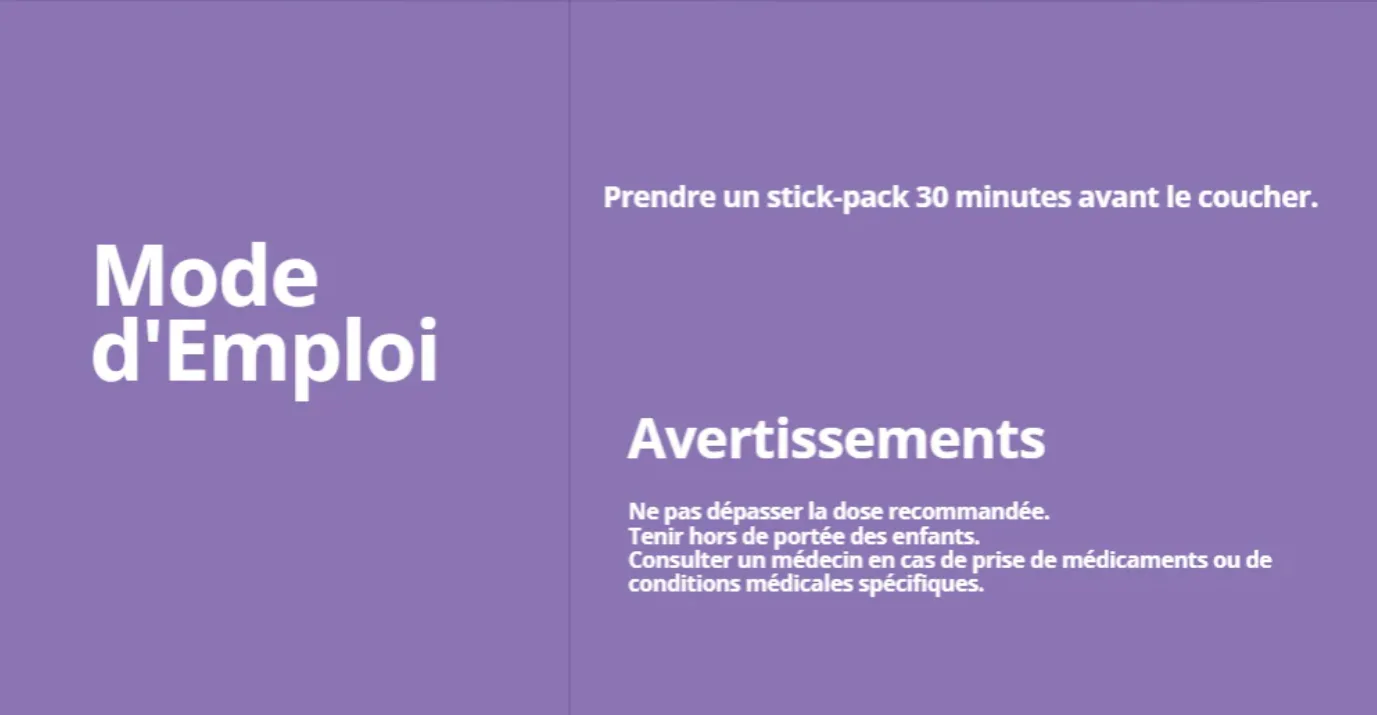 Mode
d'Emploi
Prendre un stick-pack 30 minutes avant le coucher.
Avertissements
Ne pas dépasser la dose recommandée.
Tenir hors de portée des enfants.
Consulter un médecin en cas de prise de médicaments ou de
conditions médicales spécifiques.